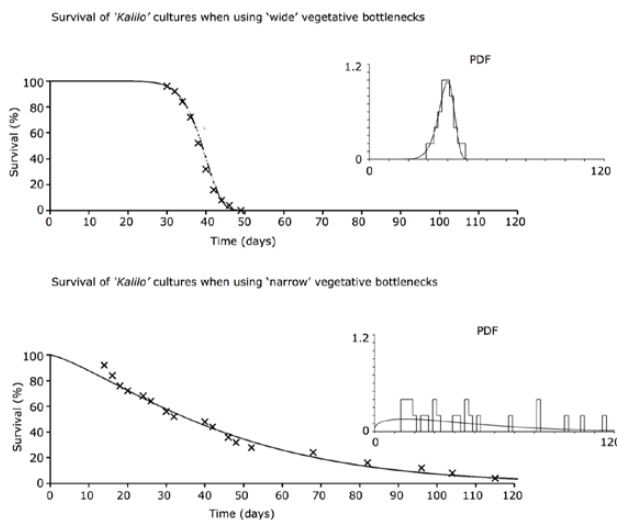 Survival of 'Kalilo' cultures when using 'wide' vegetative bottlenecks
PDF
1.2
0
0
120
100
80
60
40
20
0
Survival (%)
0 10 20 30 40 50 60 70 80 90 100 110 120
Time (days)
Survival of 'Kalilo' cultures when using 'narrow' vegetative bottlenecks
PDF
1.2
0
0
120
100
80
60
40
20
0
Survival (%)
0 10 20 30 40 50 60 70 80 90 100 110 120
Time (days)